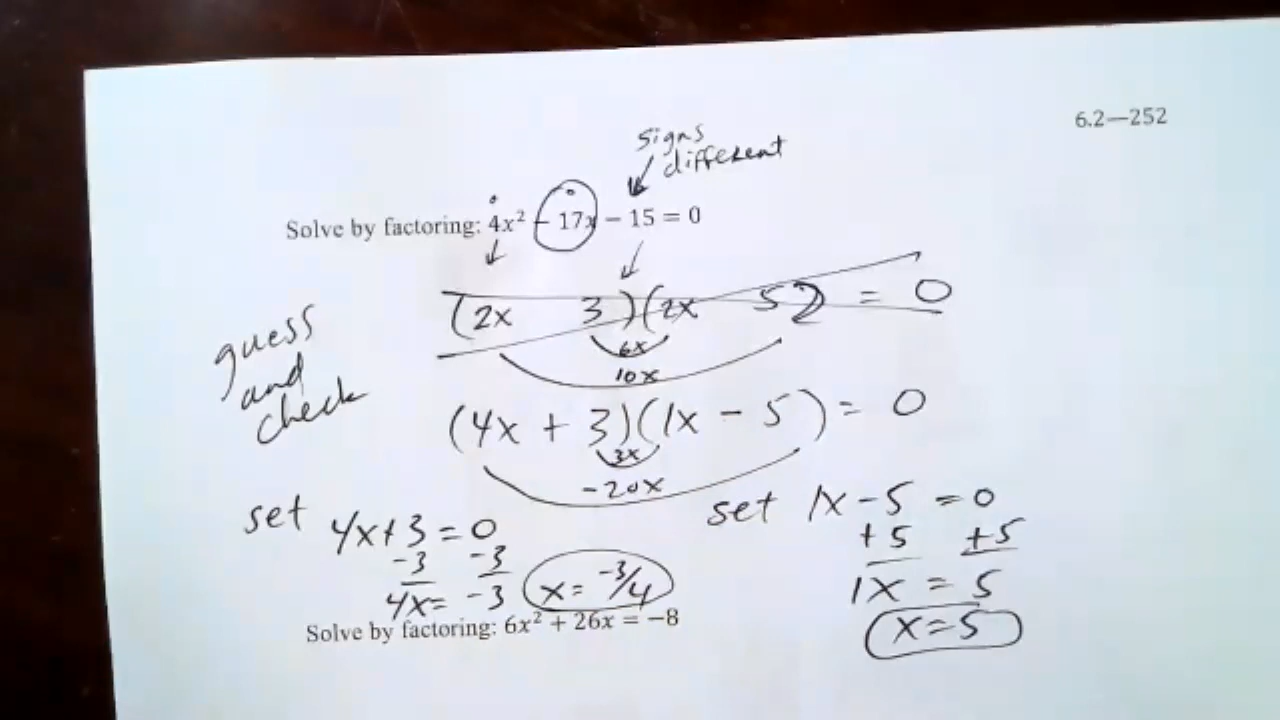 6.2—252
signs
different
Solve by factoring: 4x² − 17x − 15 = 0
(2x 3)(2x 5) = 0
6x
10x
guess
and
check
(4x + 3)(1x − 5) = 0
3x
−20x
set 4x+3=0
−3 −3
4x= −3
x= −3/4
set 1x−5 =0
+5 +5
1x = 5
x=5
Solve by factoring: 6x² + 26x = −8